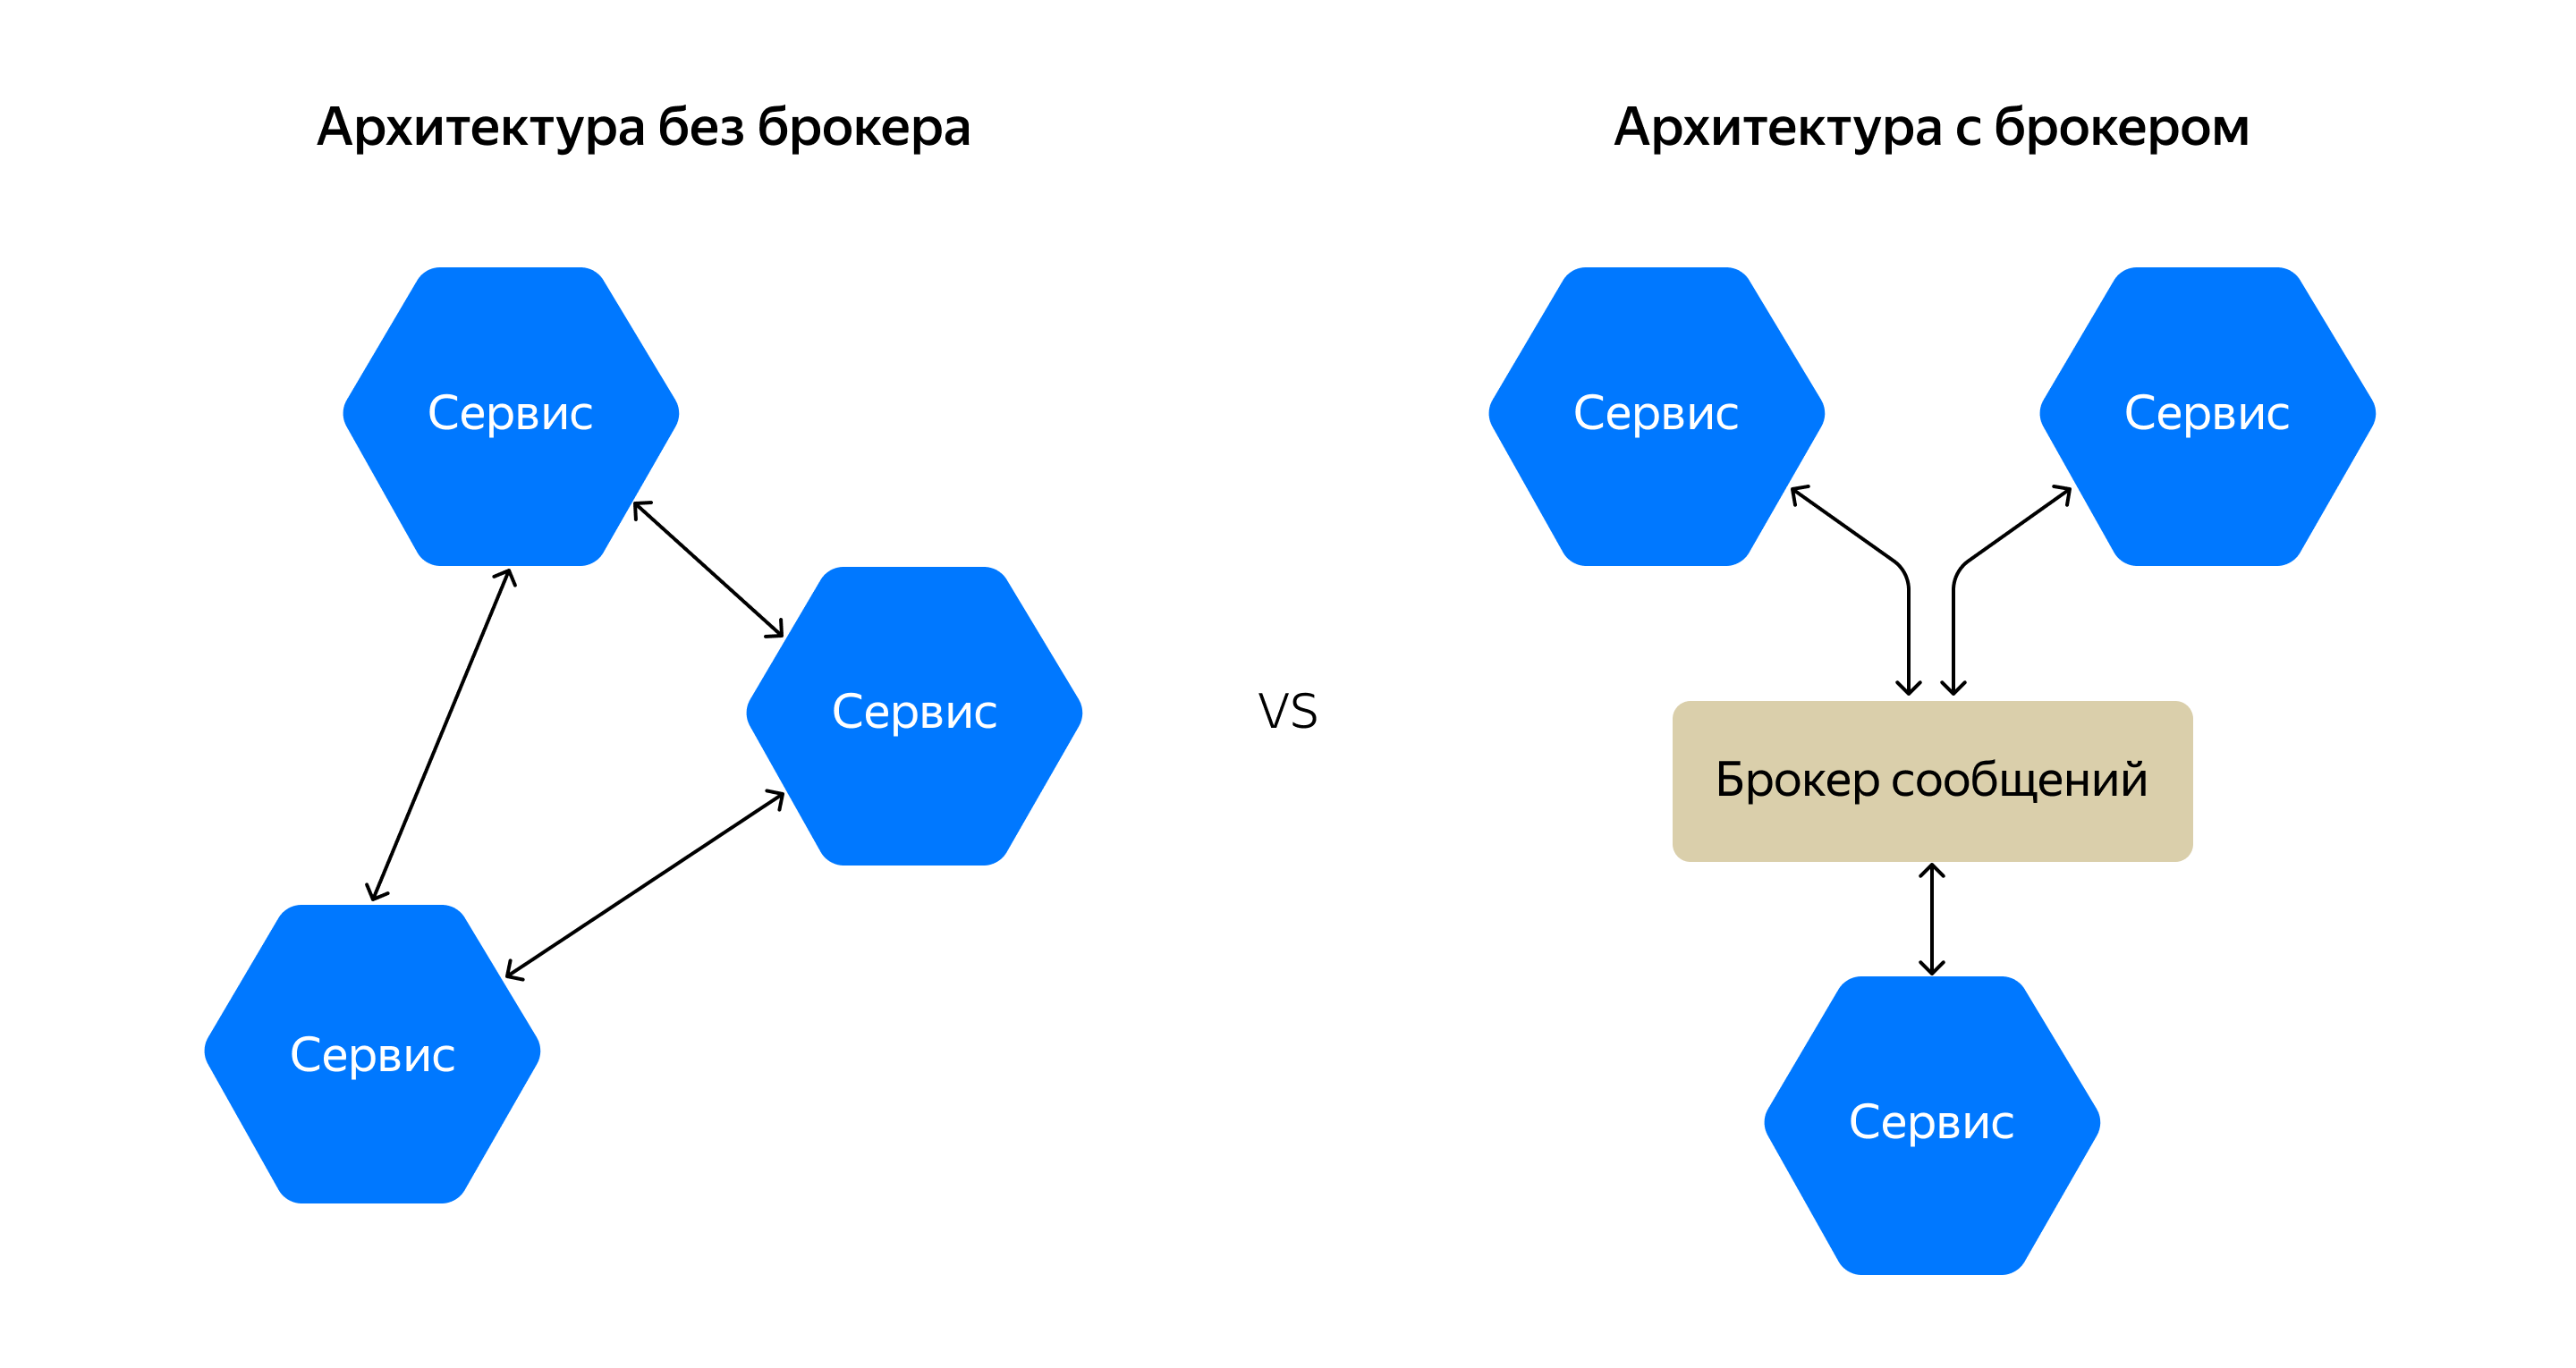 Архитектура без брокера
Сервис
Сервис
Сервис
VS
Архитектура с брокером
Сервис
Сервис
Брокер сообщений
Сервис